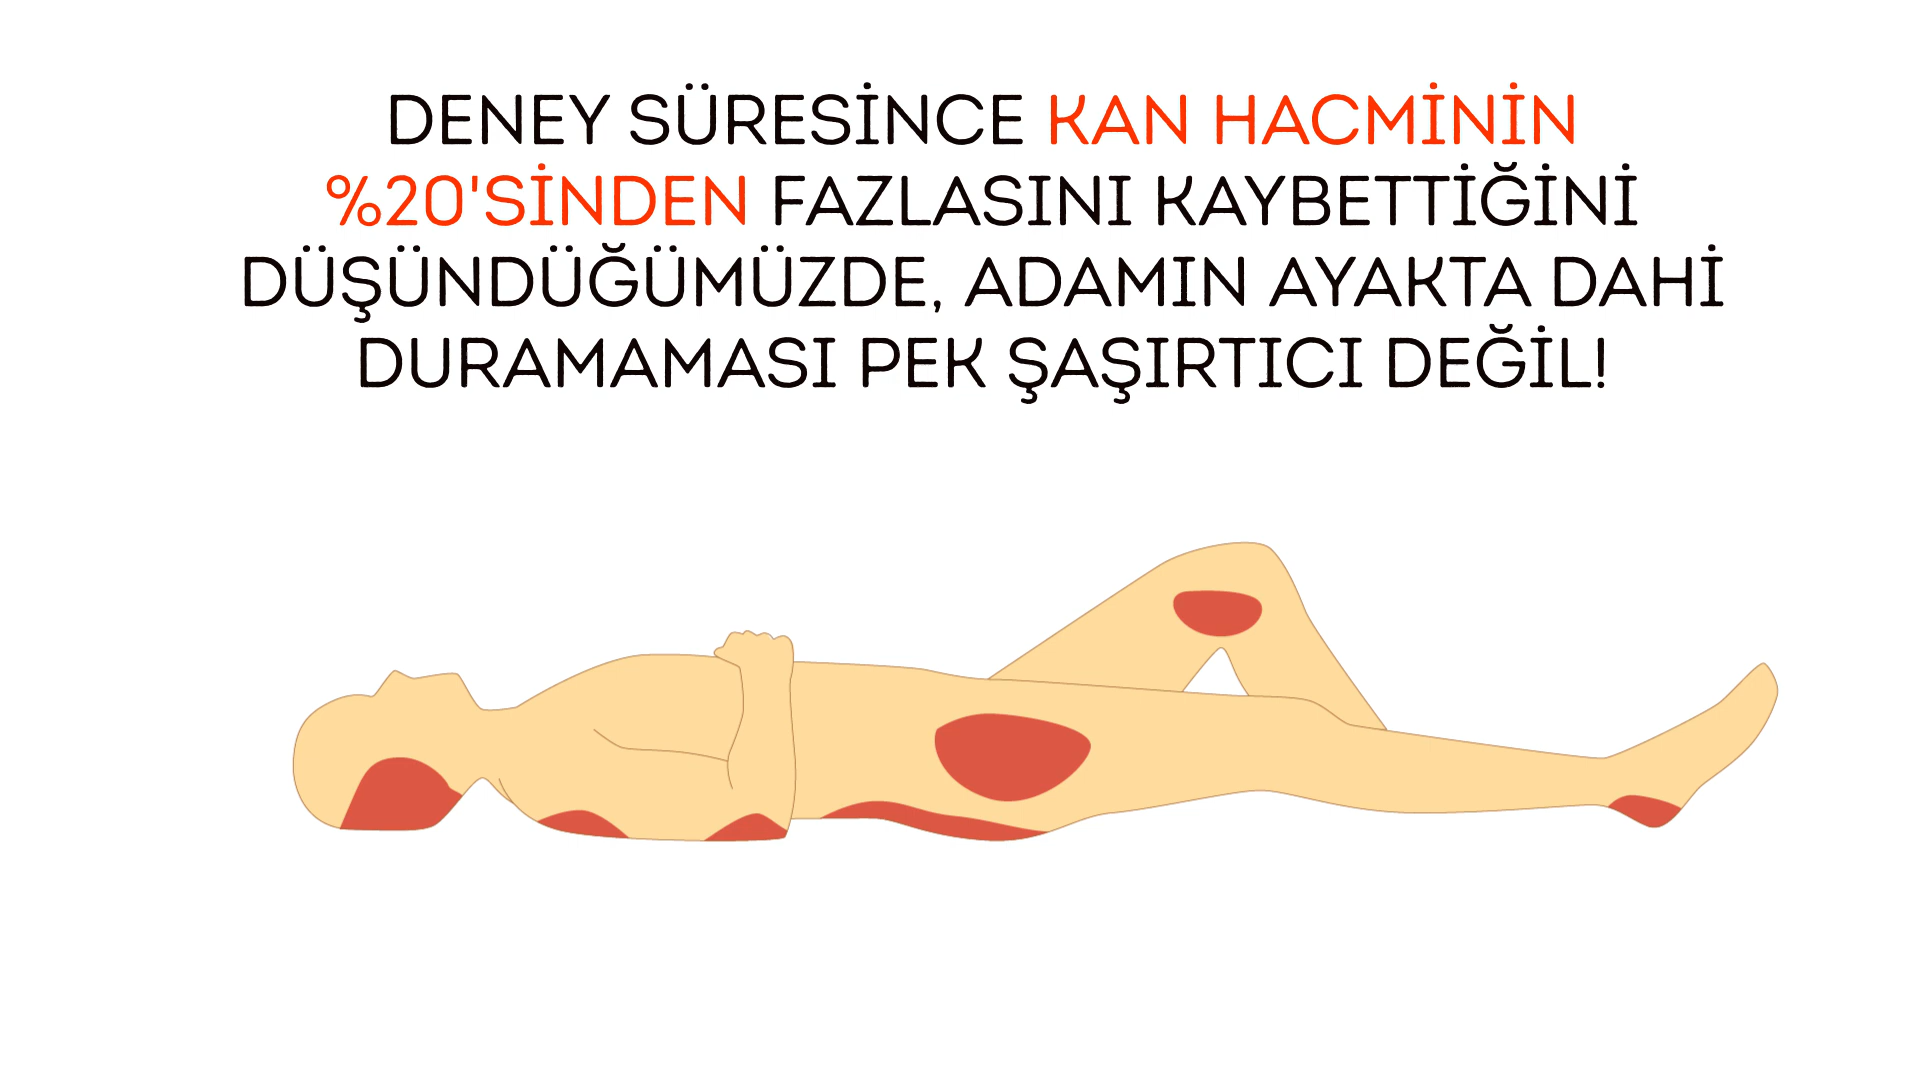 DENEY SÜRESİNCE KAN HACMİNİN
%20'SİNDEN FAZLASINI KAYBETTİĞİNİ
DÜŞÜNDÜĞÜMÜZDE, ADAMIN AYAKTA DAHİ
DURAMAMASI PEK ŞAŞIRTICI DEĞİL!